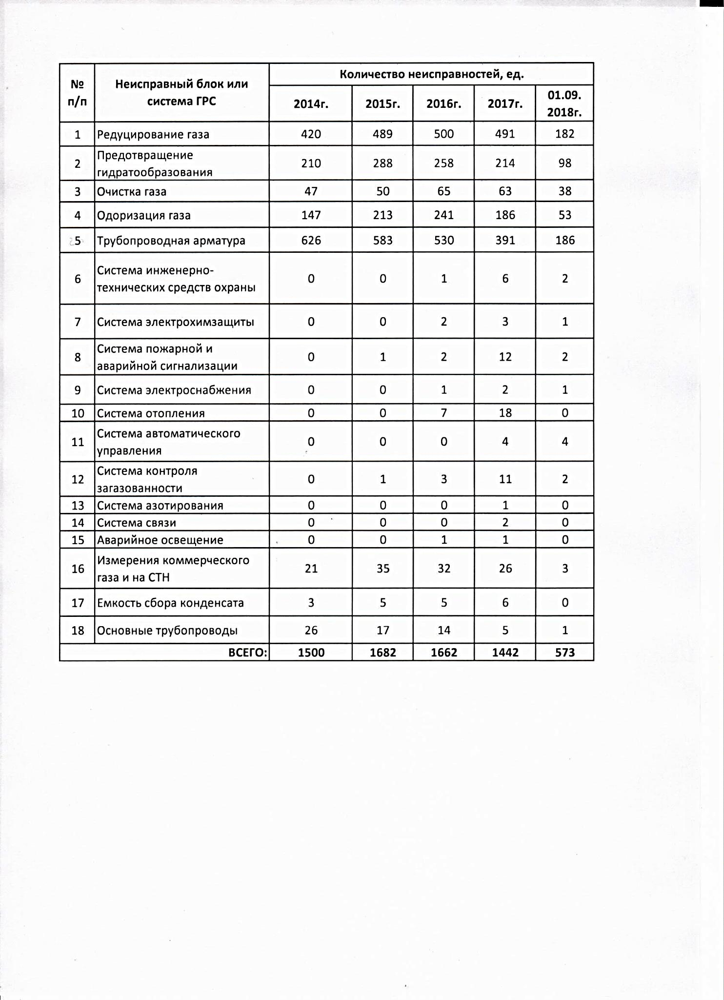 № п/п Неисправный блок или система ГРС Количество неисправностей, ед.
2014г. 2015г. 2016г. 2017г. 01.09. 2018г.
1 Редуцирование газа 420 489 500 491 182
2 Предотвращение гидратообразования 210 288 258 214 98
3 Очистка газа 47 50 65 63 38
4 Одоризация газа 147 213 241 186 53
5 Трубопроводная арматура 626 583 530 391 186
6 Система инженерно-технических средств охраны 0 0 1 6 2
7 Система электрохимзащиты 0 0 2 3 1
8 Система пожарной и аварийной сигнализации 0 1 2 12 2
9 Система электроснабжения 0 0 1 2 1
10 Система отопления 0 0 7 18 0
11 Система автоматического управления 0 0 0 4 4
12 Система контроля загазованности 0 1 3 11 2
13 Система азотирования 0 0 0 1 0
14 Система связи 0 0 0 2 0
15 Аварийное освещение 0 0 1 1 0
16 Измерения коммерческого газа и на СТН 21 35 32 26 3
17 Емкость сбора конденсата 3 5 5 6 0
18 Основные трубопроводы 26 17 14 5 1
ВСЕГО: 1500 1682 1662 1442 573